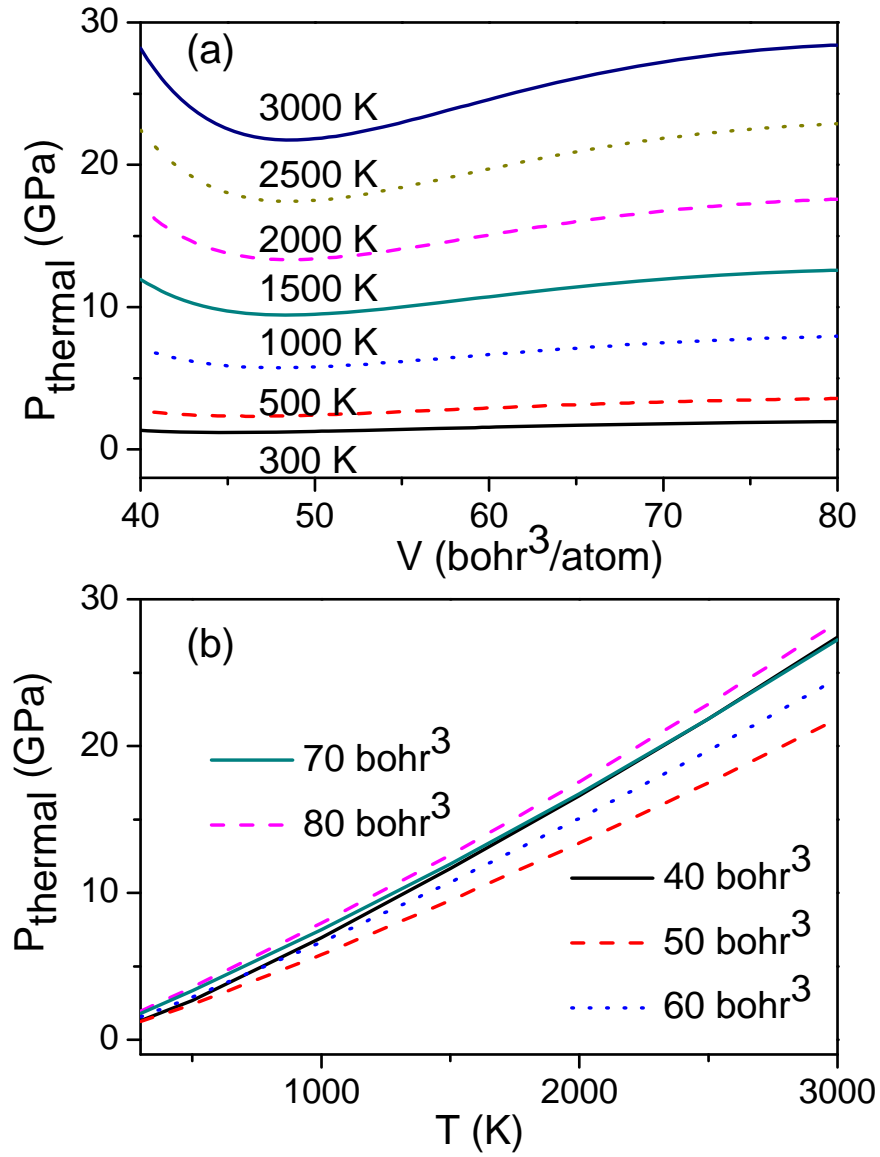 (a)
30
20
10
0
P_thermal (GPa)
3000 K
2500 K
2000 K
1500 K
1000 K
500 K
300 K
40 50 60 70 80
V (bohr³/atom)
(b)
30
20
10
0
P_thermal (GPa)
70 bohr³
80 bohr³
40 bohr³
50 bohr³
60 bohr³
1000 2000 3000
T (K)